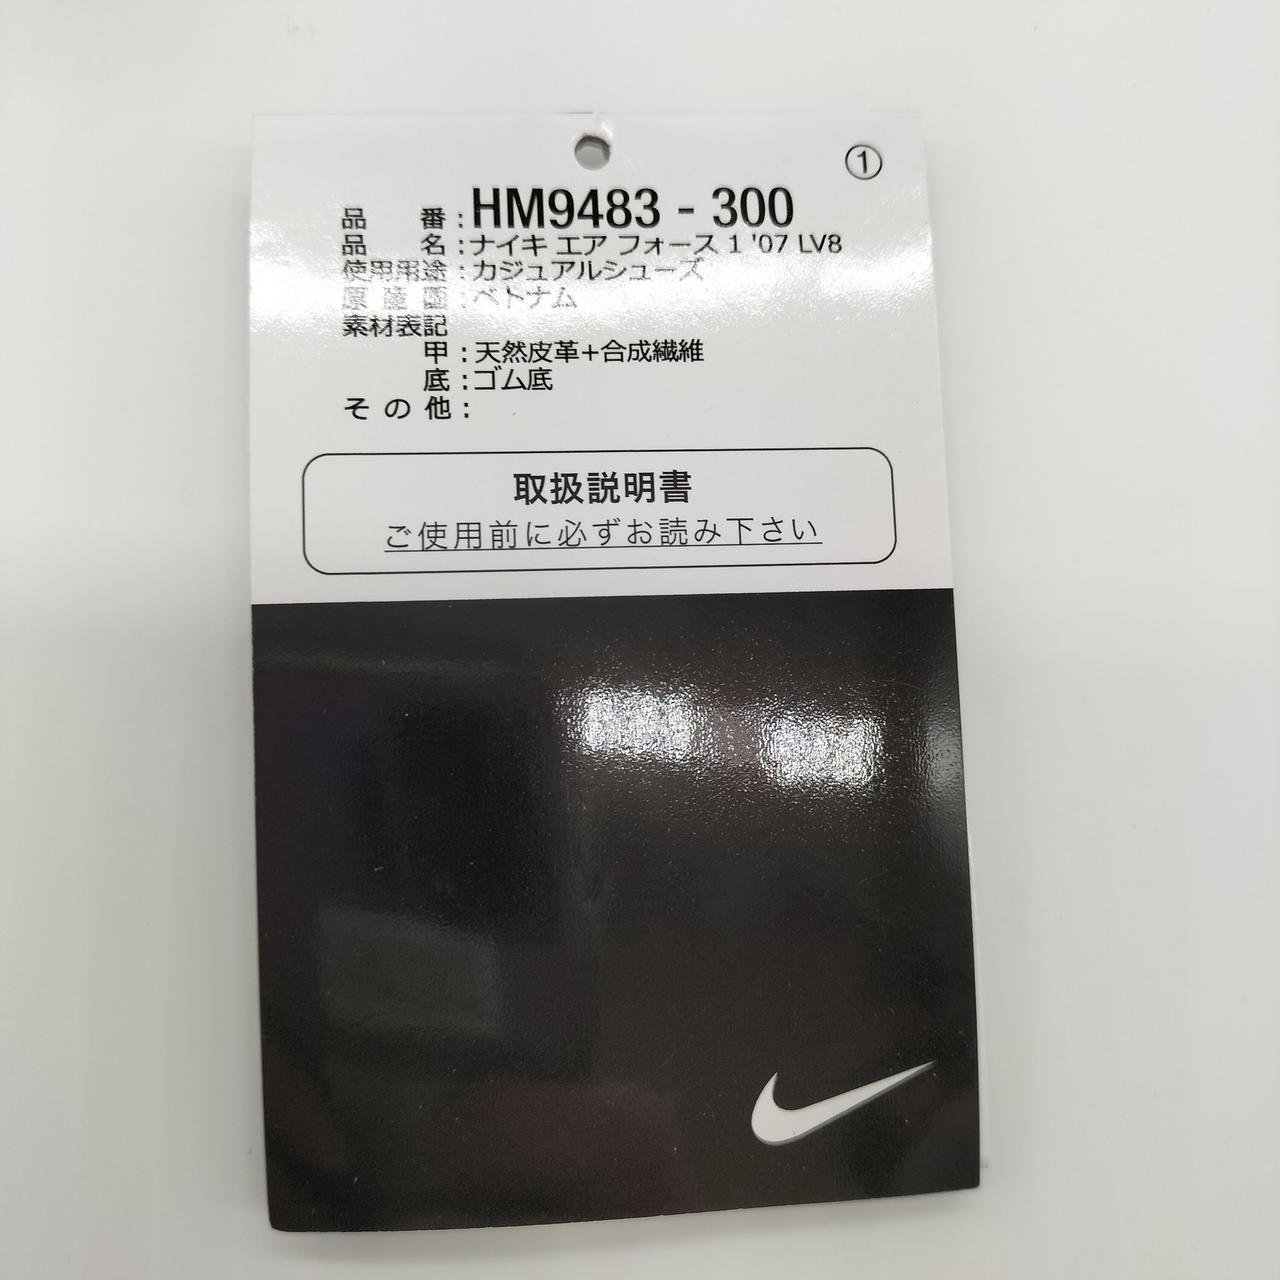 ①
品 番：HM9483 - 300
品 名：ナイキ エア フォース 1 '07 LV8
使用用途：カジュアルシューズ
原 産 国：ベトナム
素材表記
甲：天然皮革+合成繊維
底：ゴム底
そ の 他：
取扱説明書
ご使用前に必ずお読み下さい